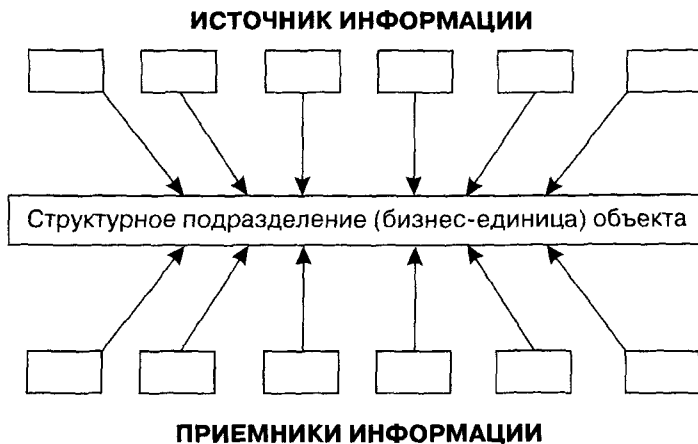 ИСТОЧНИК ИНФОРМАЦИИ
Структурное подразделение (бизнес-единица) объекта
ПРИЕМНИКИ ИНФОРМАЦИИ